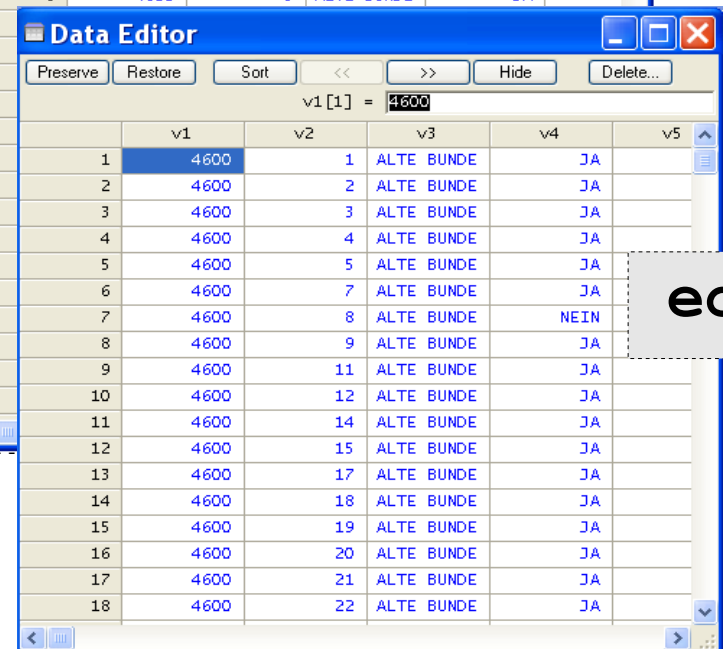 Data Editor
Preserve Restore Sort << >> Hide Delete...
v1[1] = 4600
v1 v2 v3 v4 v5
1 4600 1 ALTE BUNDE JA
2 4600 2 ALTE BUNDE JA
3 4600 3 ALTE BUNDE JA
4 4600 4 ALTE BUNDE JA
5 4600 5 ALTE BUNDE JA
6 4600 7 ALTE BUNDE JA
7 4600 8 ALTE BUNDE NEIN
8 4600 9 ALTE BUNDE JA
9 4600 11 ALTE BUNDE JA
10 4600 12 ALTE BUNDE JA
11 4600 14 ALTE BUNDE JA
12 4600 15 ALTE BUNDE JA
13 4600 17 ALTE BUNDE JA
14 4600 18 ALTE BUNDE JA
15 4600 19 ALTE BUNDE JA
16 4600 20 ALTE BUNDE JA
17 4600 21 ALTE BUNDE JA
18 4600 22 ALTE BUNDE JA